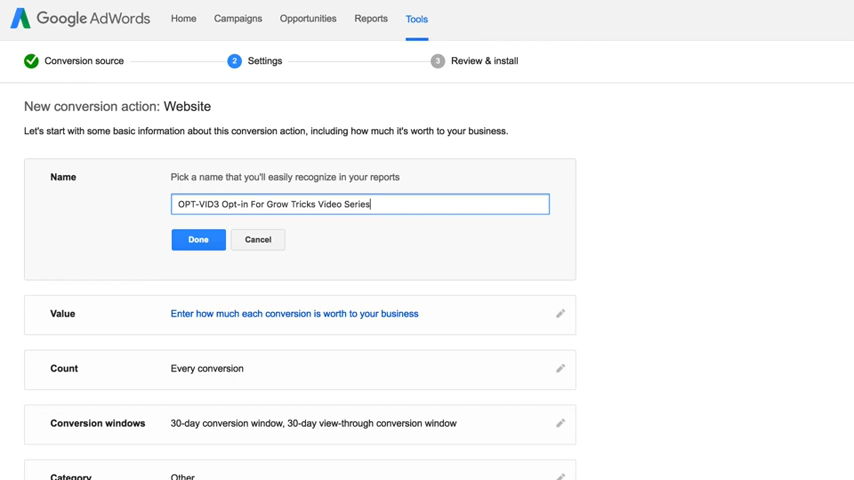 Google AdWords Home Campaigns Opportunities Reports Tools
Conversion source 2 Settings 3 Review & install
New conversion action: Website
Let's start with some basic information about this conversion action, including how much it's worth to your business.
Name Pick a name that you'll easily recognize in your reports
OPT-VID3 Opt-in For Grow Tricks Video Series
Done Cancel
Value Enter how much each conversion is worth to your business
Count Every conversion
Conversion windows 30-day conversion window, 30-day view-through conversion window
Category Other